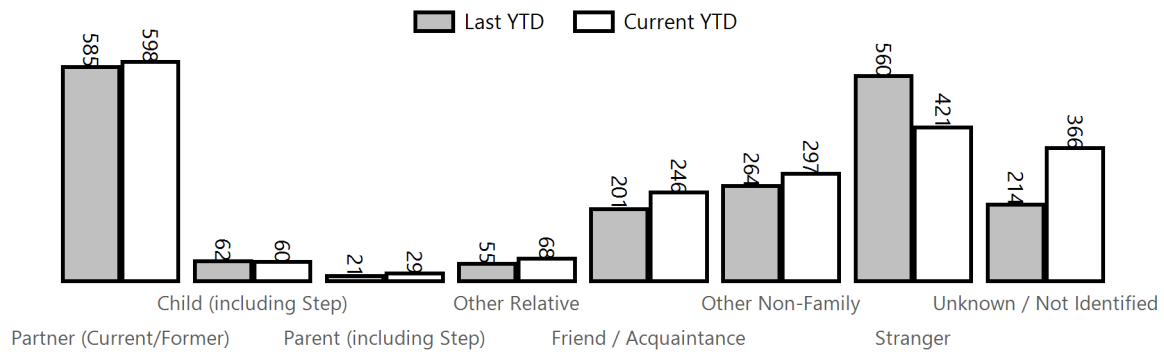 Last YTD Current YTD
585 598 62 60 21 29 55 68 201 246 264 297 560 421 214 366
Child (including Step) Other Relative Other Non-Family Unknown / Not Identified
Partner (Current/Former) Parent (including Step) Friend / Acquaintance Stranger